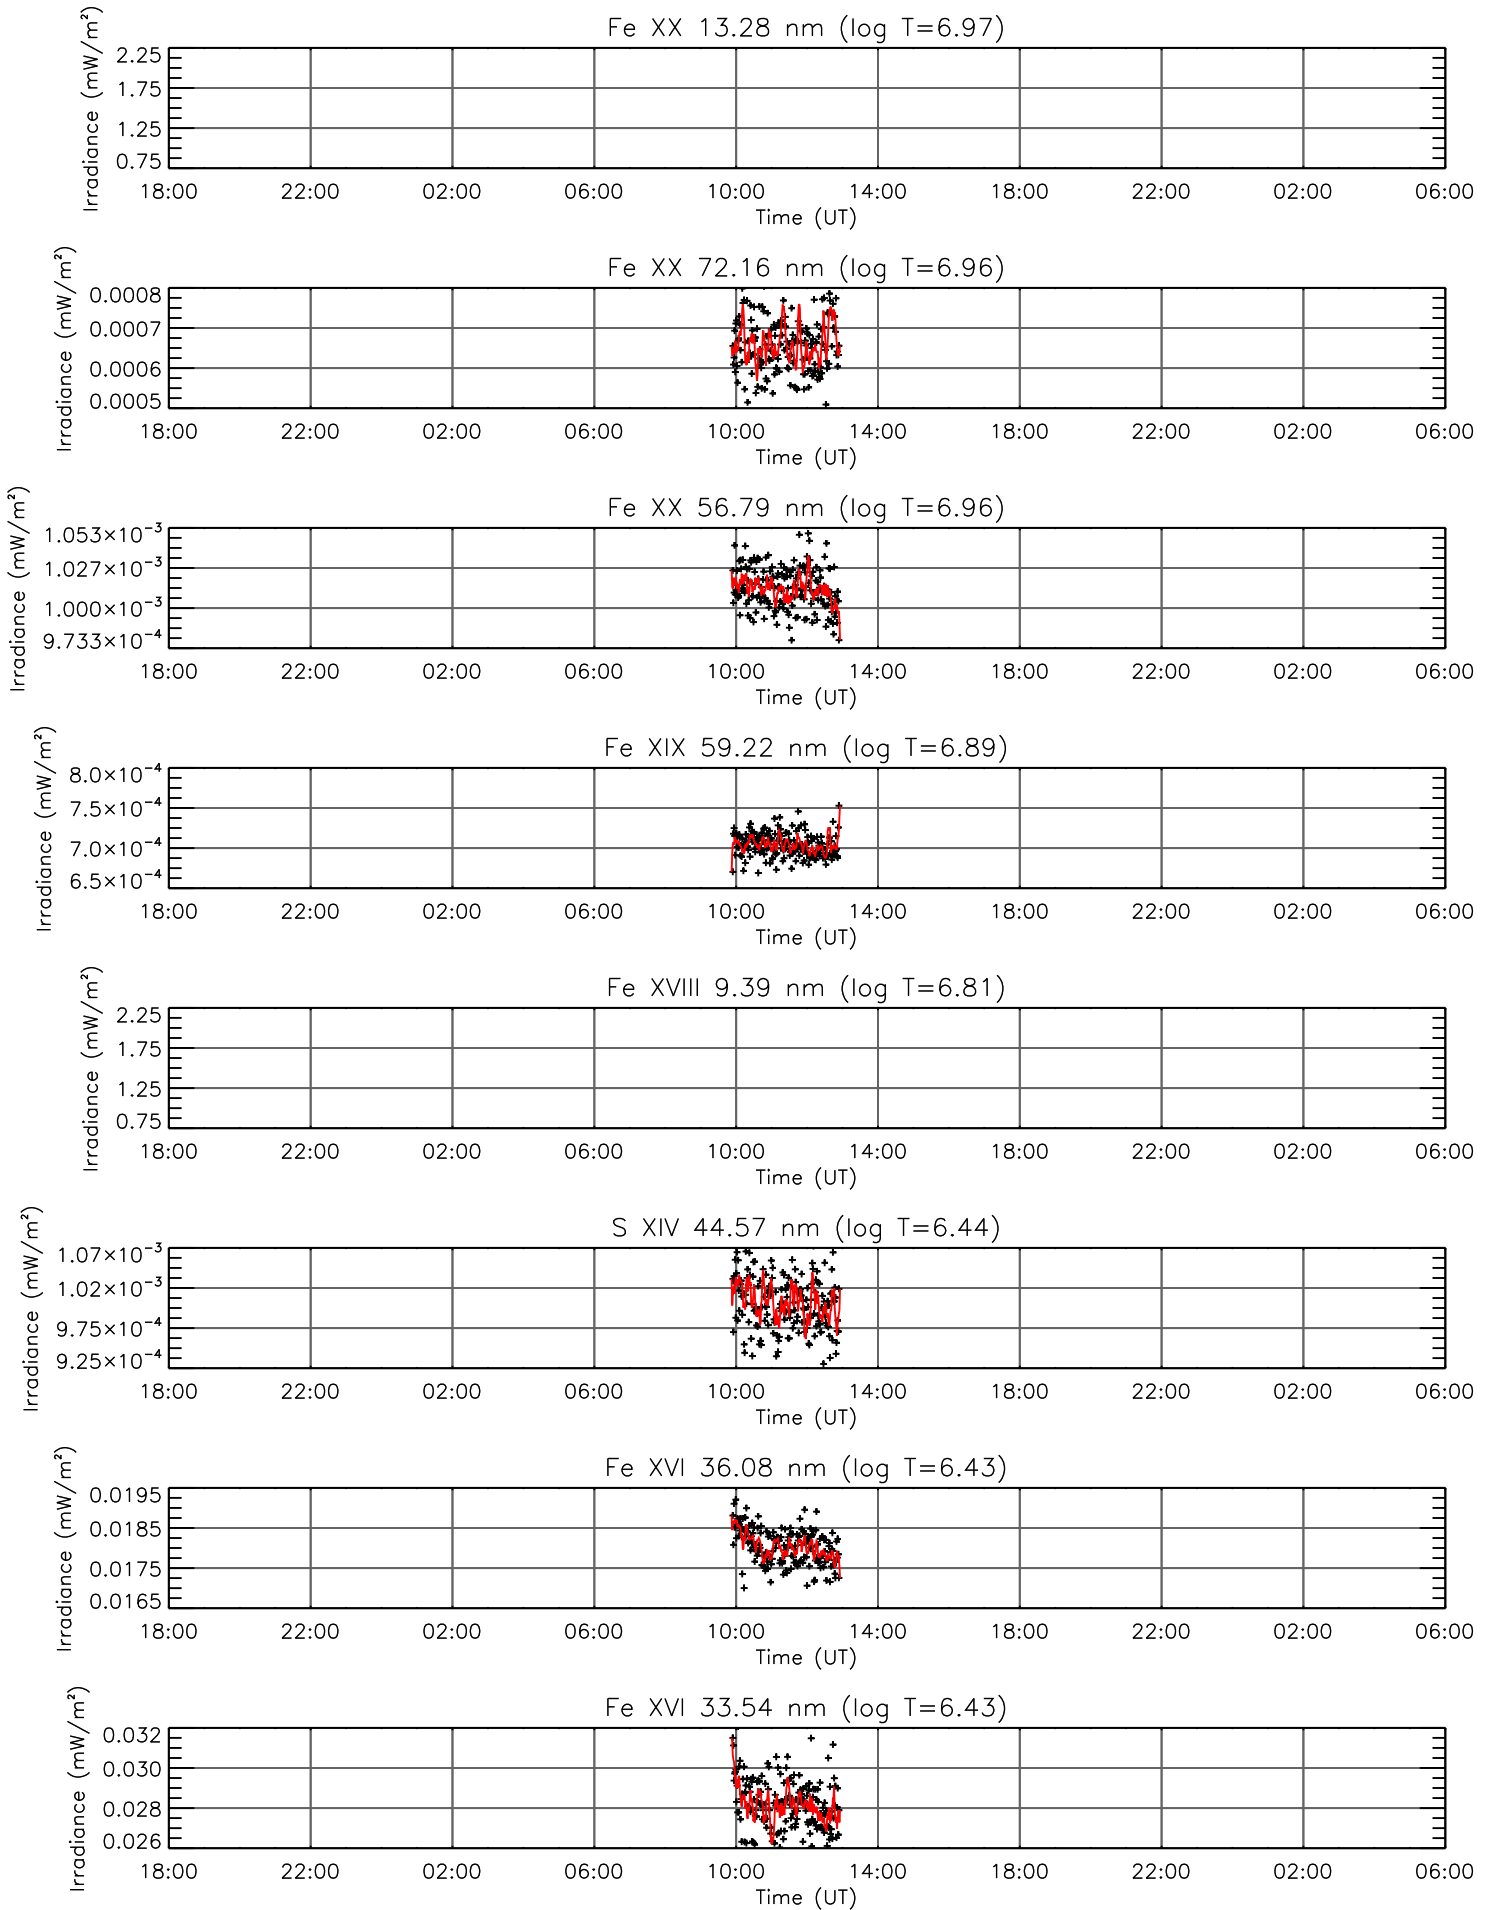 Fe XX 13.28 nm (log T=6.97)
Irradiance (mW/m²)
2.25
1.75
1.25
0.75
18:00 22:00 02:00 06:00 10:00 14:00 18:00 22:00 02:00 06:00
Time (UT)
Fe XX 72.16 nm (log T=6.96)
Irradiance (mW/m²)
0.0008
0.0007
0.0006
0.0005
18:00 22:00 02:00 06:00 10:00 14:00 18:00 22:00 02:00 06:00
Time (UT)
Fe XX 56.79 nm (log T=6.96)
Irradiance (mW/m²)
1.053×10⁻³
1.027×10⁻³
1.000×10⁻³
9.733×10⁻⁴
18:00 22:00 02:00 06:00 10:00 14:00 18:00 22:00 02:00 06:00
Time (UT)
Fe XIX 59.22 nm (log T=6.89)
Irradiance (mW/m²)
8.0×10⁻⁴
7.5×10⁻⁴
7.0×10⁻⁴
6.5×10⁻⁴
18:00 22:00 02:00 06:00 10:00 14:00 18:00 22:00 02:00 06:00
Time (UT)
Fe XVIII 9.39 nm (log T=6.81)
Irradiance (mW/m²)
2.25
1.75
1.25
0.75
18:00 22:00 02:00 06:00 10:00 14:00 18:00 22:00 02:00 06:00
Time (UT)
S XIV 44.57 nm (log T=6.44)
Irradiance (mW/m²)
1.07×10⁻³
1.02×10⁻³
9.75×10⁻⁴
9.25×10⁻⁴
18:00 22:00 02:00 06:00 10:00 14:00 18:00 22:00 02:00 06:00
Time (UT)
Fe XVI 36.08 nm (log T=6.43)
Irradiance (mW/m²)
0.0195
0.0185
0.0175
0.0165
18:00 22:00 02:00 06:00 10:00 14:00 18:00 22:00 02:00 06:00
Time (UT)
Fe XVI 33.54 nm (log T=6.43)
Irradiance (mW/m²)
0.032
0.030
0.028
0.026
18:00 22:00 02:00 06:00 10:00 14:00 18:00 22:00 02:00 06:00
Time (UT)